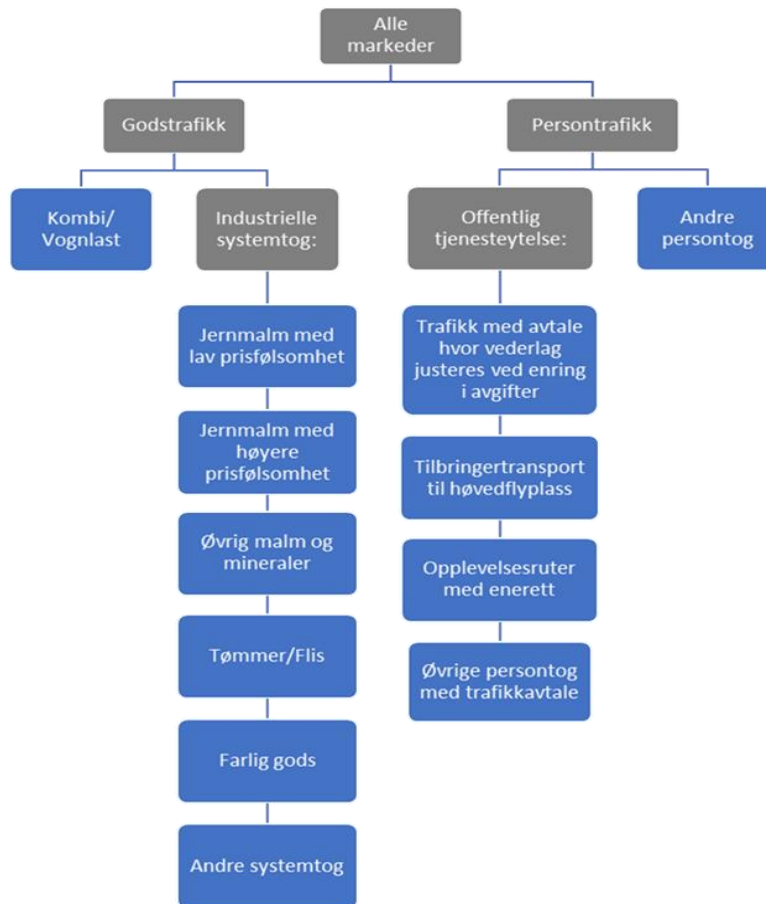 Alle
markeder
Godstrafikk
Persontrafikk
Kombi/
Vognlast
Industrielle
systemtog:
Offentlig
tjenesteytelse:
Andre
persontog
Jernmalm med
lav prisfølsomhet
Jernmalm med
høyere
prisfølsomhet
Øvrig malm og
mineraler
Tømmer/Flis
Farlig gods
Andre systemtog
Trafikk med avtale
hvor vederlag
justeres ved enring
i avgifter
Tilbringertransport
til høvedflyplass
Opplevelsesruter
med enerett
Øvrige persontog
med trafikkavtale